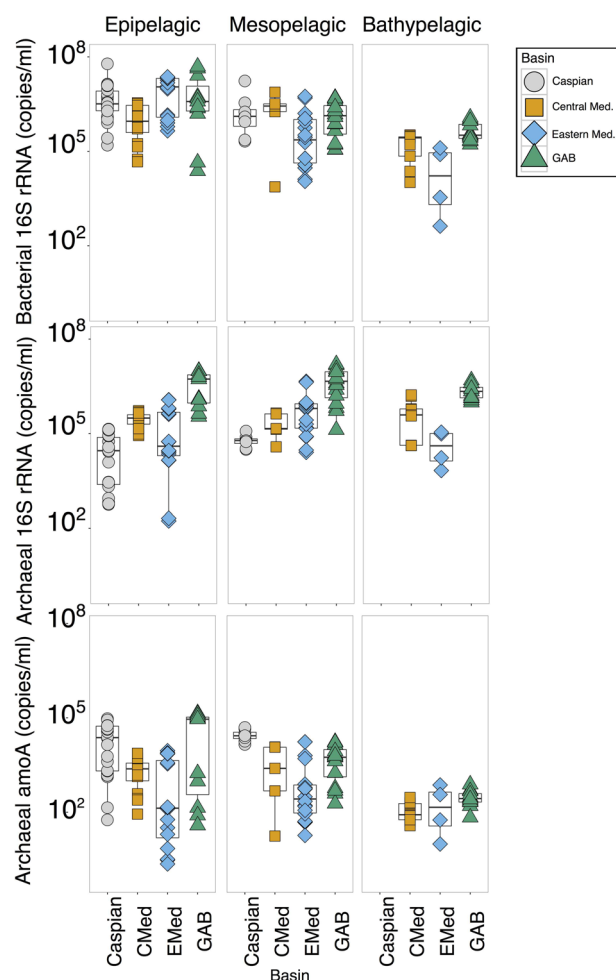 Epipelagic Mesopelagic Bathypelagic
Bacterial 16S rRNA (copies/ml)
10^8
10^5
10^2
Archaeal 16S rRNA (copies/ml)
10^8
10^5
10^2
Archaeal amoA (copies/ml)
10^8
10^5
10^2
Caspian CMed EMed GAB Caspian CMed EMed GAB Caspian CMed EMed GAB
Basin
Basin
Caspian
Central Med.
Eastern Med.
GAB